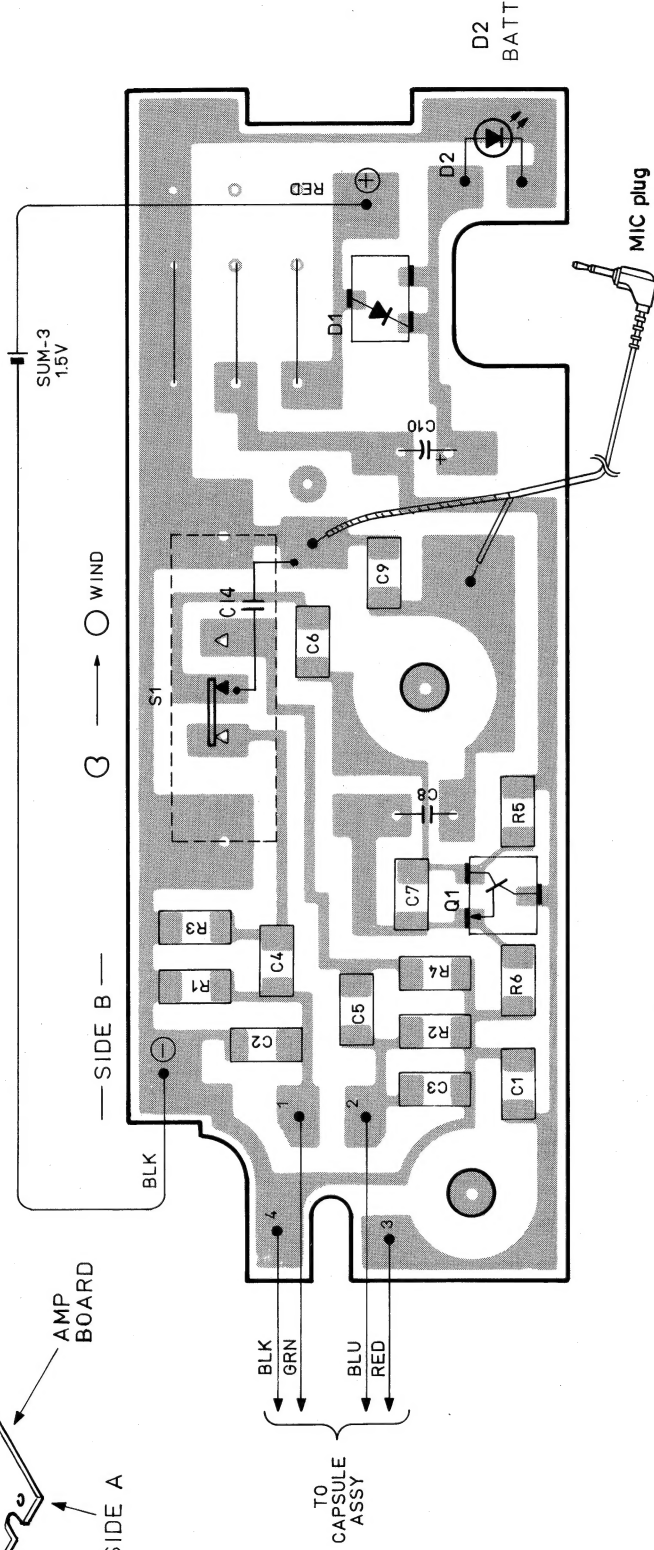 D2
BATT
SUM-3
1.5V
RED
+
D2
D1
C10
MIC plug
WIND
S1
C14
C9
C6
C8
R5
C7
Q1
R3
C4
R1
R4
R6
C5
C2
R2
C3
C1
— SIDE B —
−
BLK
1
2
4
3
BLK
GRN
BLU
RED
TO
CAPSULE
ASSY
AMP
BOARD
SIDE A